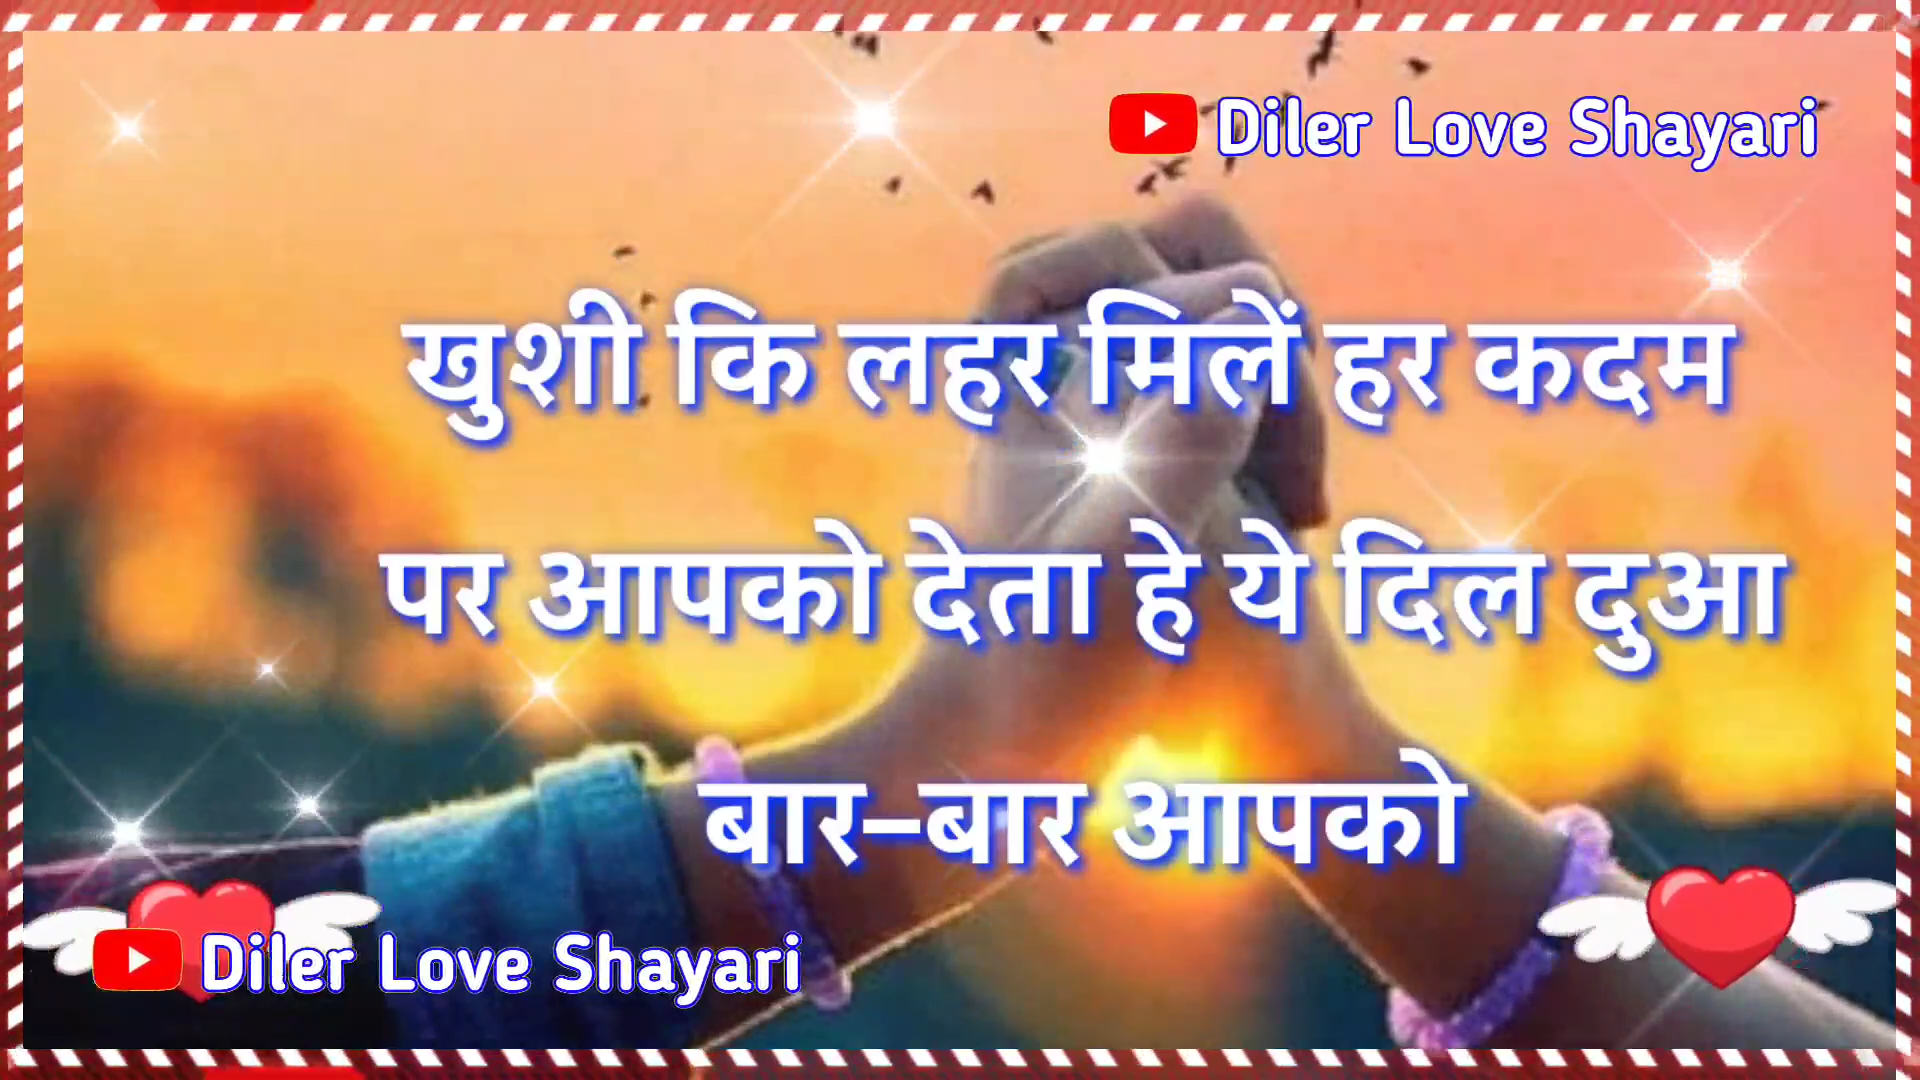 Diler Love Shayari
खुशी कि लहर मिलें हर कदम
पर आपको देता हे ये दिल दुआ
बार–बार आपको
Diler Love Shayari